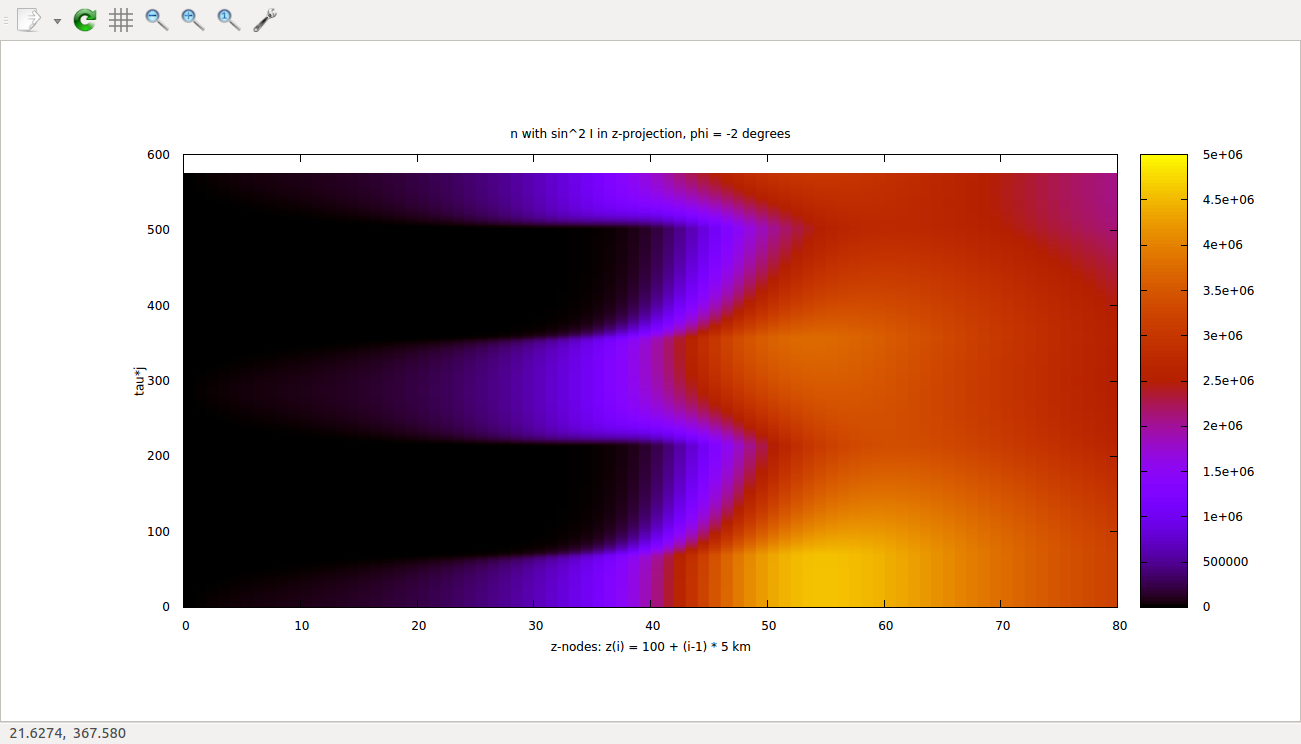 n with sin^2 I in z-projection, phi = -2 degrees
600
500
400
300
200
100
0
tau*j
0 10 20 30 40 50 60 70 80
z-nodes: z(i) = 100 + (i-1) * 5 km
5e+06
4.5e+06
4e+06
3.5e+06
3e+06
2.5e+06
2e+06
1.5e+06
1e+06
500000
0
21.6274, 367.580